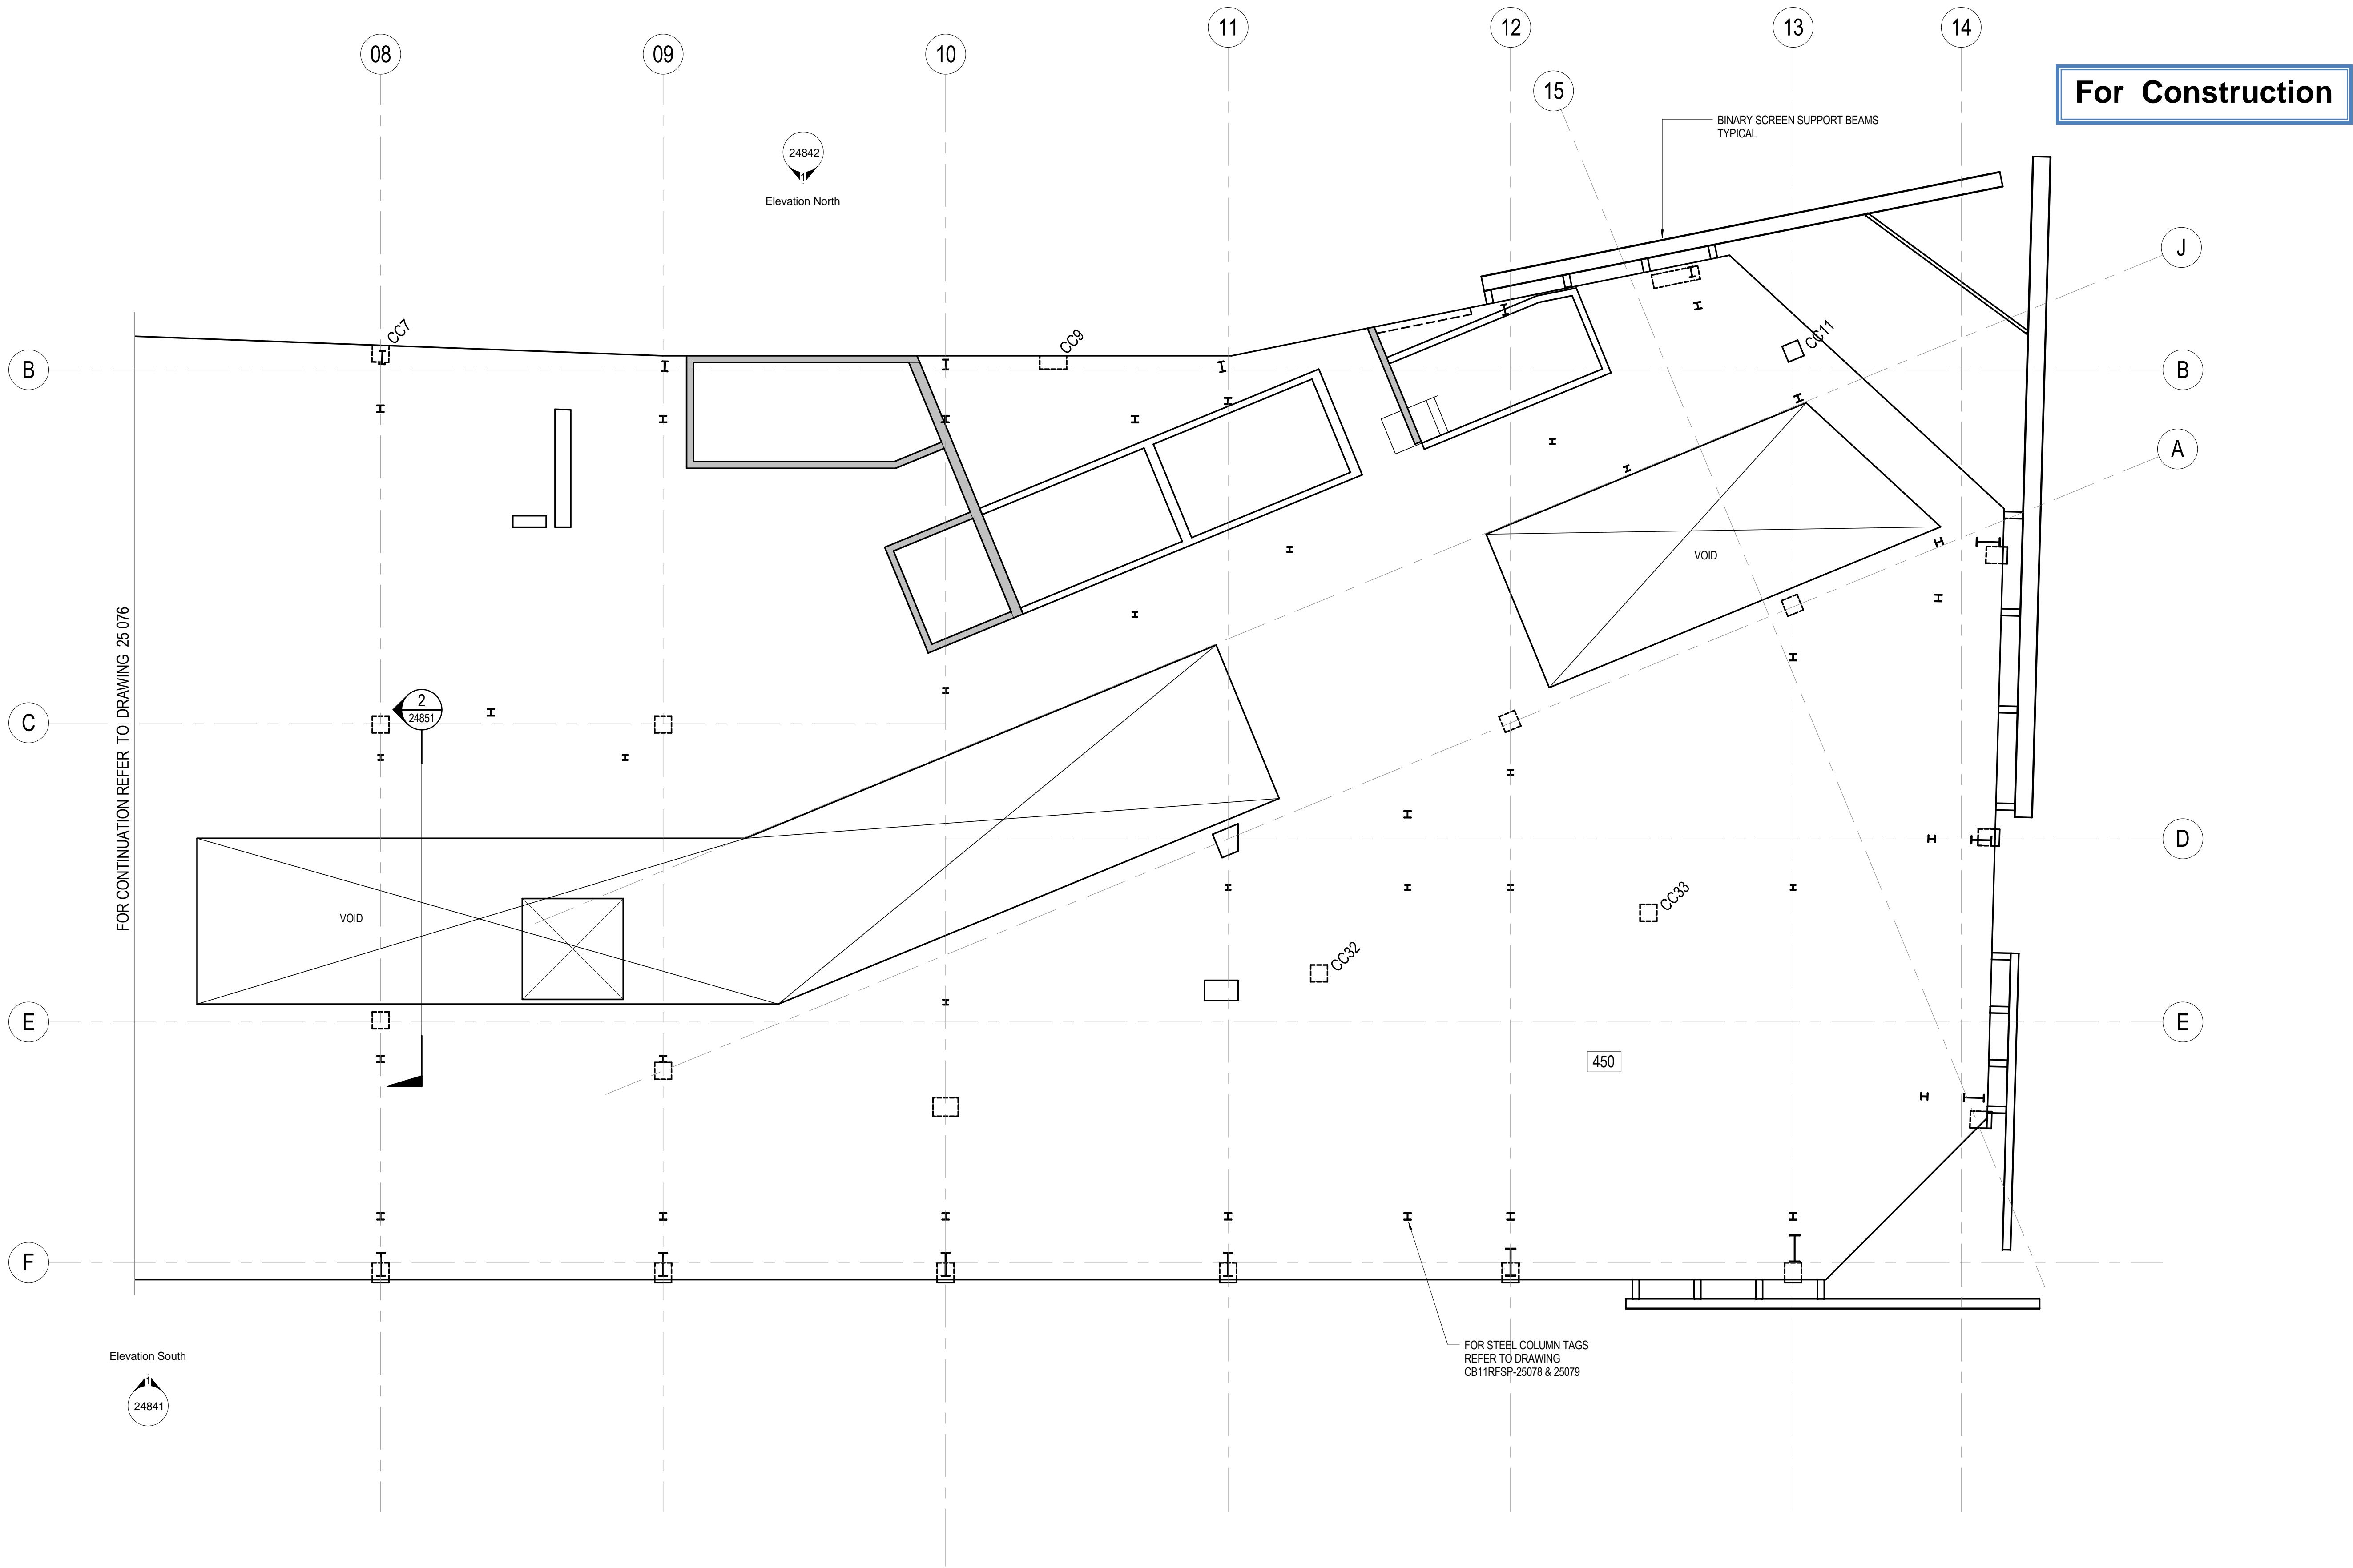 11
12
13
14
08
09
10
15
For Construction
BINARY SCREEN SUPPORT BEAMS
TYPICAL
24842
1
Elevation North
J
CC7
CC9
CC11
B
B
A
VOID
FOR CONTINUATION REFER TO DRAWING 25 076
2
24851
C
D
VOID
CC33
CC32
E
E
450
F
FOR STEEL COLUMN TAGS
REFER TO DRAWING
CB11RFSP-25078 & 25079
Elevation South
1
24841